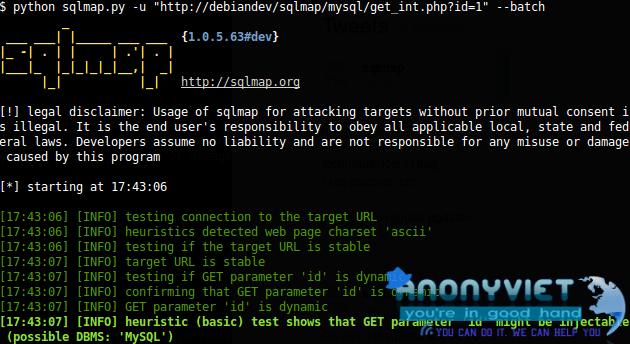 $ python sqlmap.py -u "http://debiandev/sqlmap/mysql/get_int.php?id=1" --batch
{1.0.5.63#dev}
http://sqlmap.org
[!] legal disclaimer: Usage of sqlmap for attacking targets without prior mutual consent i
s illegal. It is the end user's responsibility to obey all applicable local, state and fed
eral laws. Developers assume no liability and are not responsible for any misuse or damage
caused by this program
[*] starting at 17:43:06
[17:43:06] [INFO] testing connection to the target URL
[17:43:06] [INFO] heuristics detected web page charset 'ascii'
[17:43:06] [INFO] testing if the target URL is stable
[17:43:07] [INFO] target URL is stable
[17:43:07] [INFO] testing if GET parameter 'id' is dynamic
[17:43:07] [INFO] confirming that GET parameter 'id' is dynamic
[17:43:07] [INFO] GET parameter 'id' is dynamic
[17:43:07] [INFO] heuristic (basic) test shows that GET parameter 'id' might be injectable
(possible DBMS: 'MySQL')
ANONYVIET
you're in good hand
YOU CAN DO IT. WE CAN HELP YOU